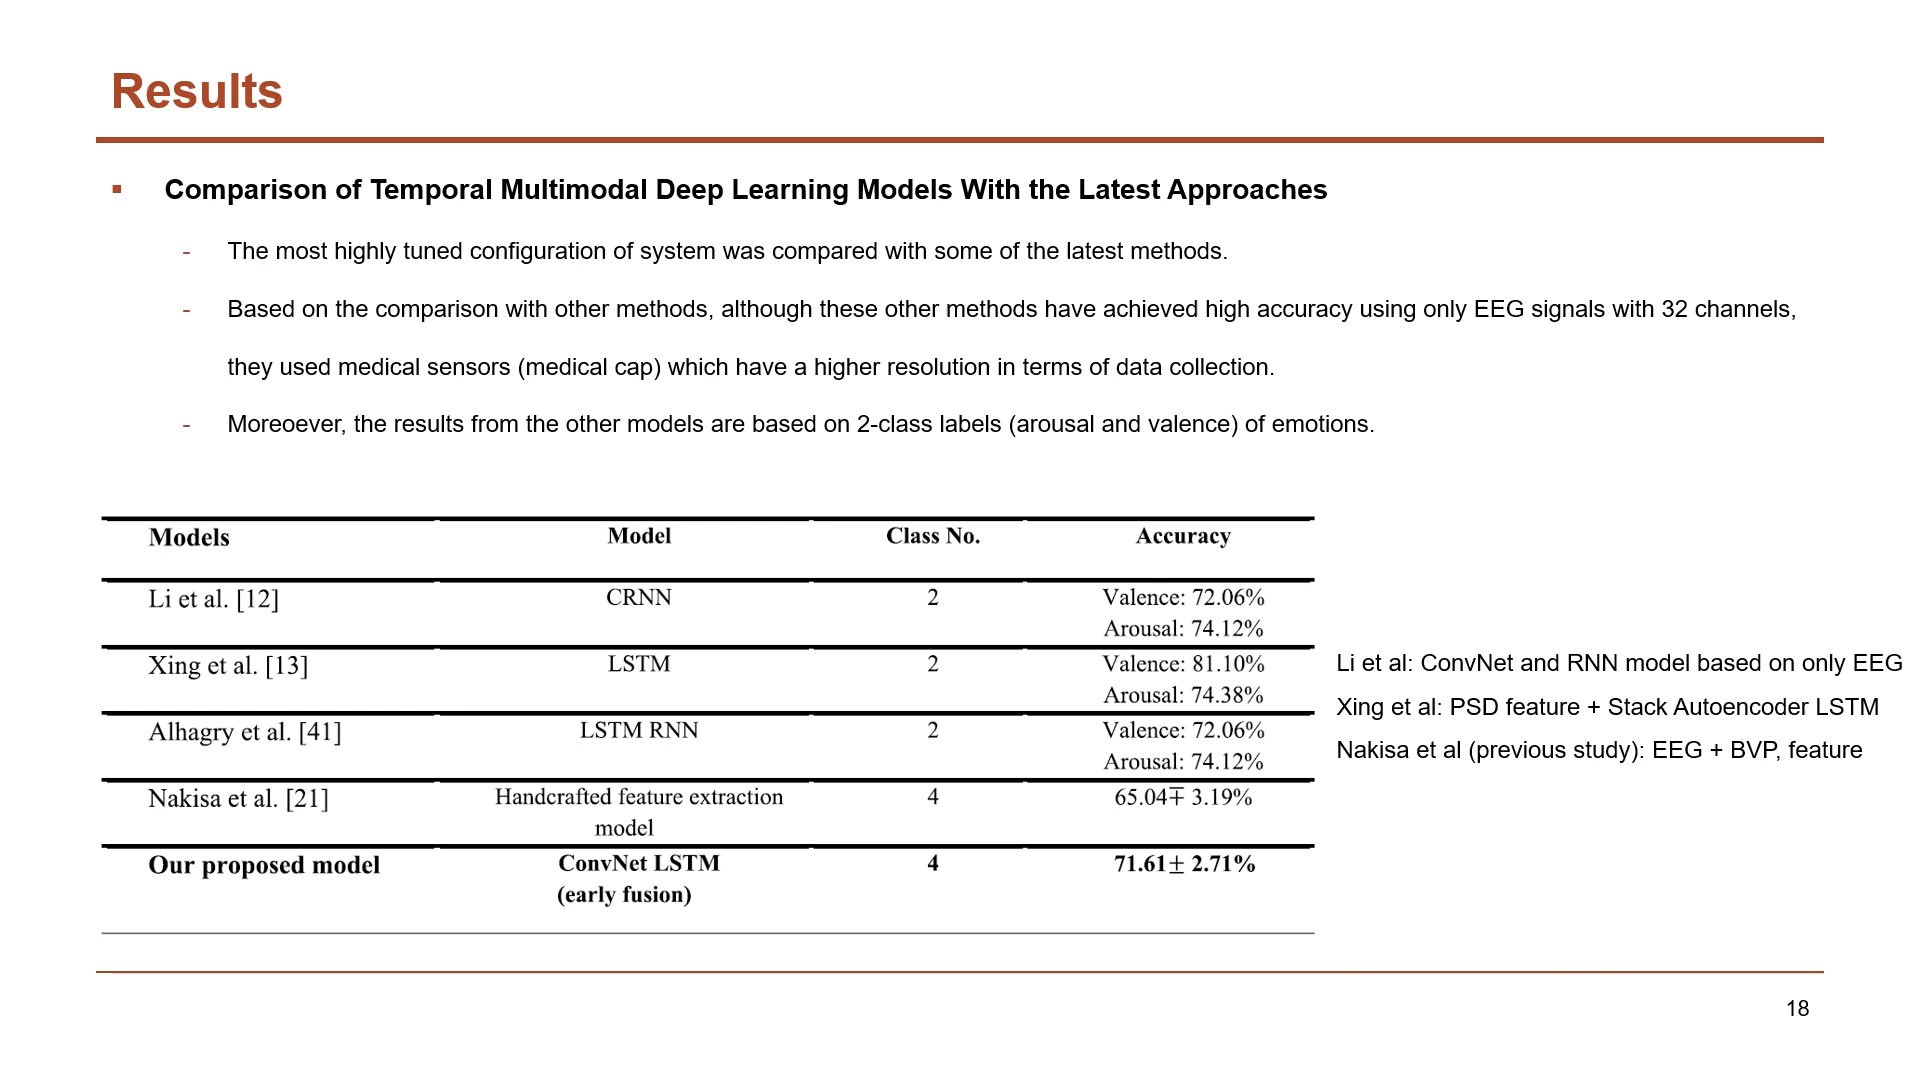 Results
▪ Comparison of Temporal Multimodal Deep Learning Models With the Latest Approaches
- The most highly tuned configuration of system was compared with some of the latest methods.
- Based on the comparison with other methods, although these other methods have achieved high accuracy using only EEG signals with 32 channels,
they used medical sensors (medical cap) which have a higher resolution in terms of data collection.
- Moreoever, the results from the other models are based on 2-class labels (arousal and valence) of emotions.
Models Model Class No. Accuracy
Li et al. [12] CRNN 2 Valence: 72.06%
Arousal: 74.12%
Xing et al. [13] LSTM 2 Valence: 81.10%
Arousal: 74.38%
Alhagry et al. [41] LSTM RNN 2 Valence: 72.06%
Arousal: 74.12%
Nakisa et al. [21] Handcrafted feature extraction 4 65.04∓ 3.19%
model
Our proposed model ConvNet LSTM 4 71.61± 2.71%
(early fusion)
Li et al: ConvNet and RNN model based on only EEG
Xing et al: PSD feature + Stack Autoencoder LSTM
Nakisa et al (previous study): EEG + BVP, feature
18